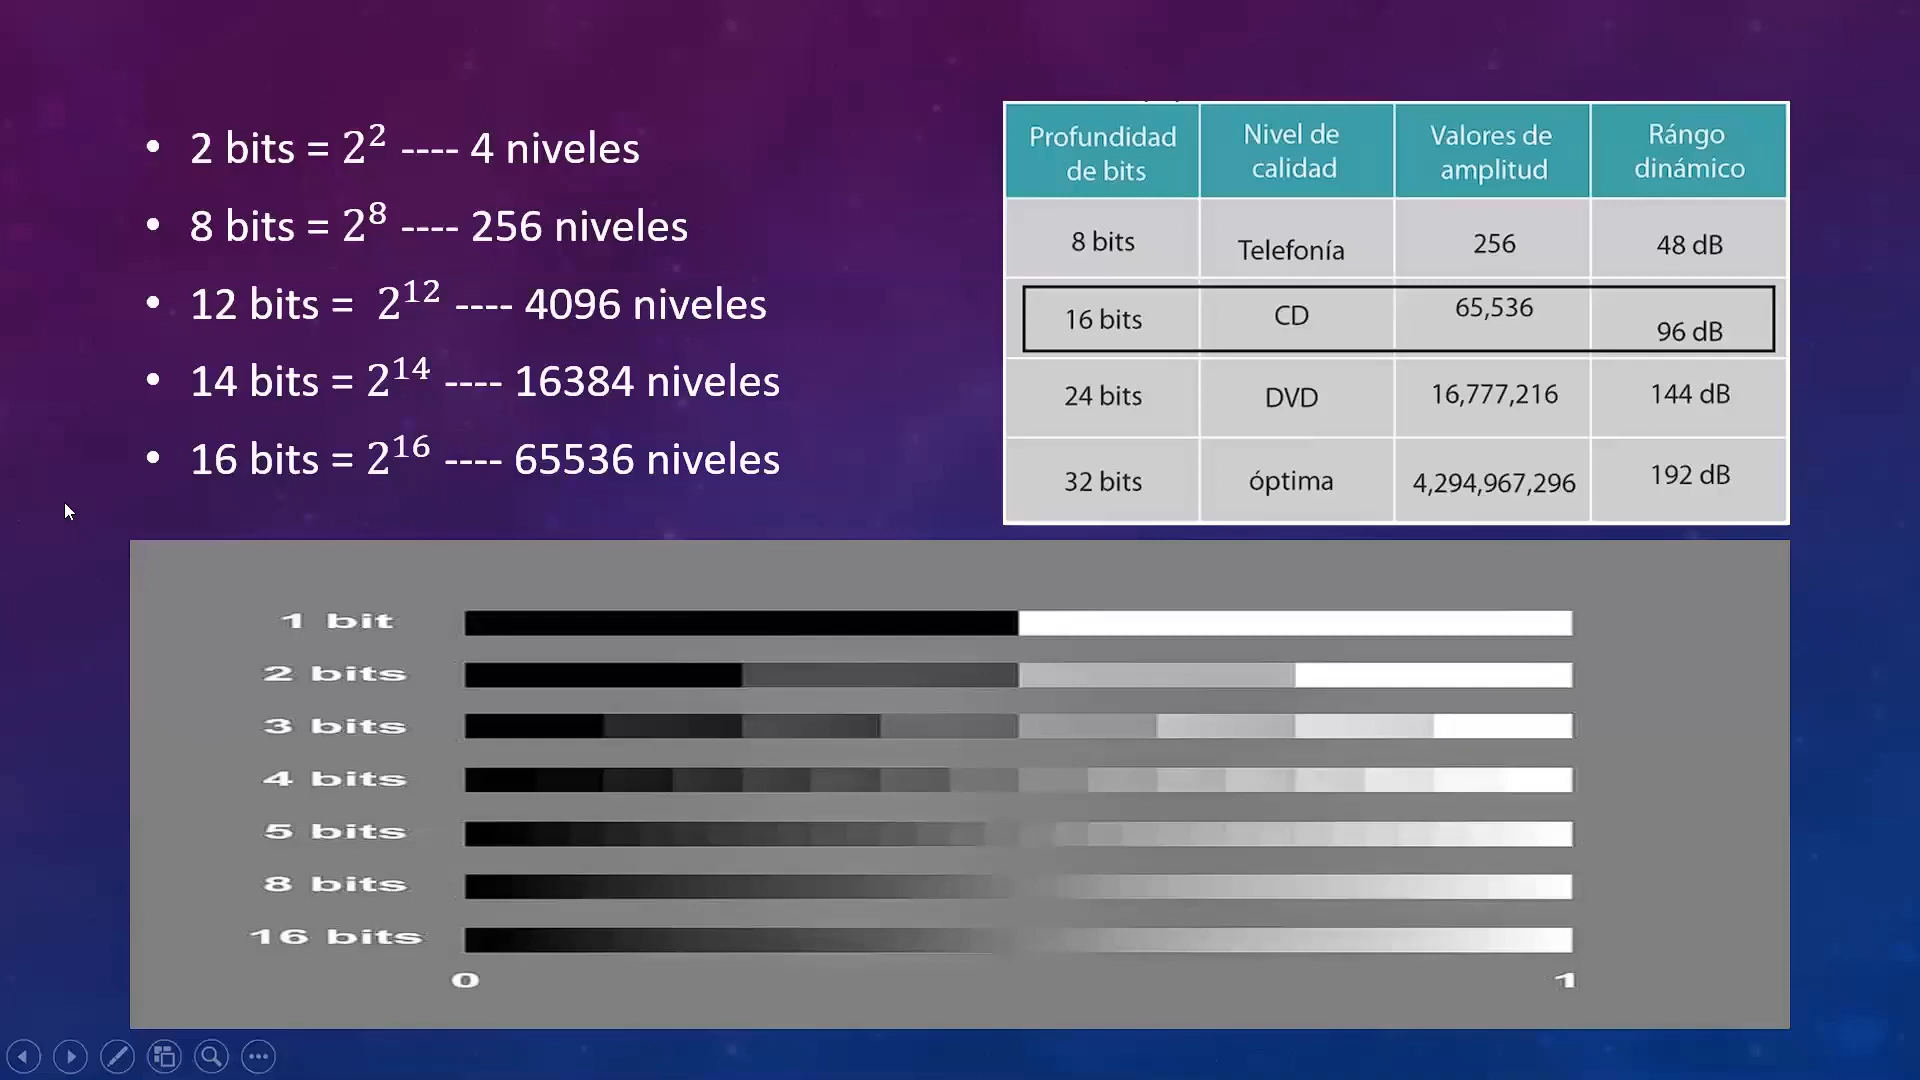 • 2 bits = 2² ---- 4 niveles
• 8 bits = 2⁸ ---- 256 niveles
• 12 bits = 2¹² ---- 4096 niveles
• 14 bits = 2¹⁴ ---- 16384 niveles
• 16 bits = 2¹⁶ ---- 65536 niveles
Profundidad de bits Nivel de calidad Valores de amplitud Rángo dinámico
8 bits Telefonía 256 48 dB
16 bits CD 65,536 96 dB
24 bits DVD 16,777,216 144 dB
32 bits óptima 4,294,967,296 192 dB
1 bit
2 bits
3 bits
4 bits
5 bits
8 bits
16 bits
0 1